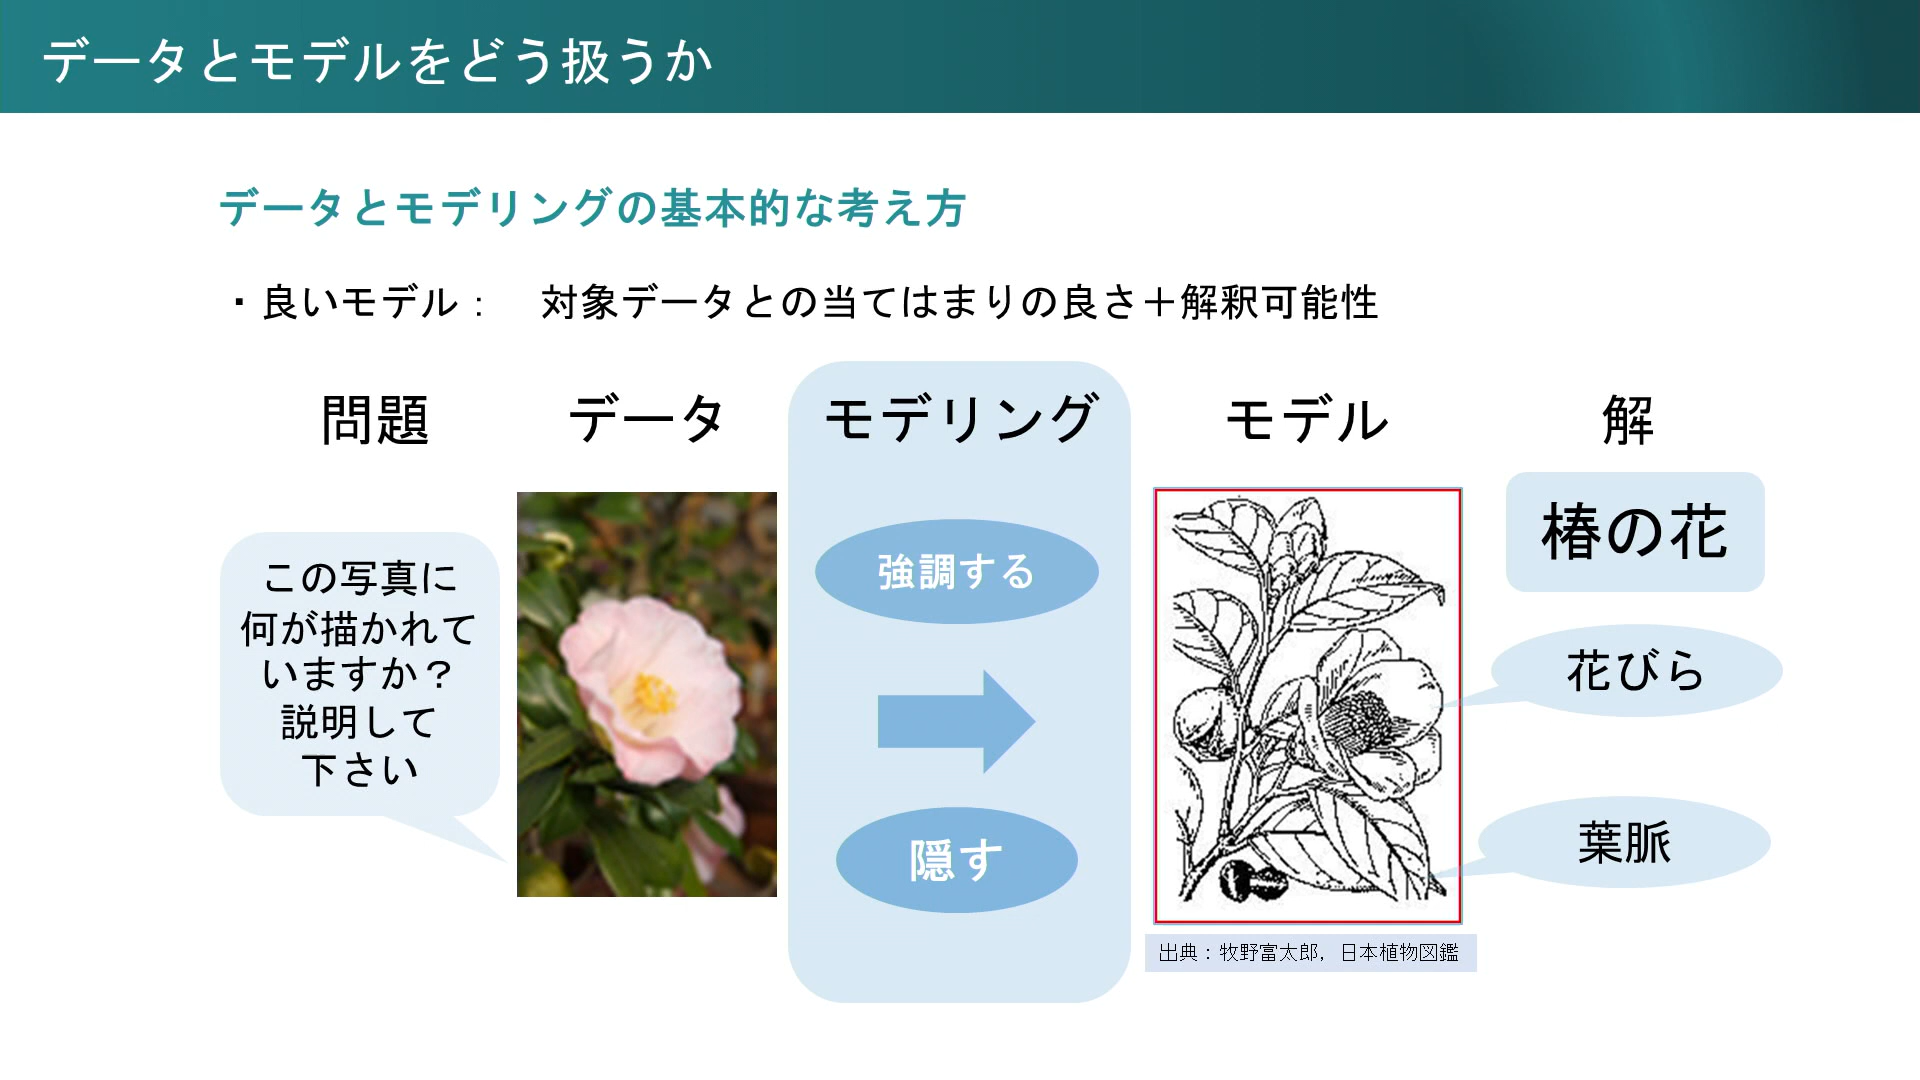 データとモデルをどう扱うか
データとモデリングの基本的な考え方
・良いモデル： 対象データとの当てはまりの良さ＋解釈可能性
問題
データ
モデリング
モデル
解
この写真に
何が描かれて
いますか？
説明して
下さい
強調する
隠す
椿の花
花びら
葉脈
出典：牧野富太郎，日本植物図鑑